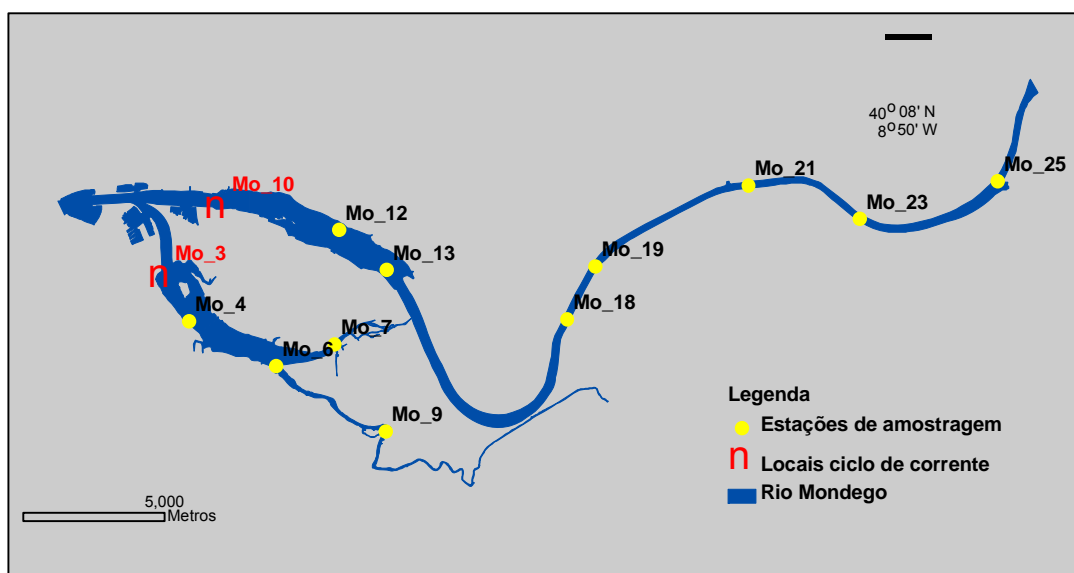 40° 08' N
8° 50' W
Mo_25
Mo_21
Mo_10
Mo_23
Mo_12
Mo_3
Mo_13
Mo_19
Mo_4
Mo_18
Mo_7
Mo_6
Mo_9
Legenda
Estações de amostragem
n Locais ciclo de corrente
Rio Mondego
5,000
Metros
n
n